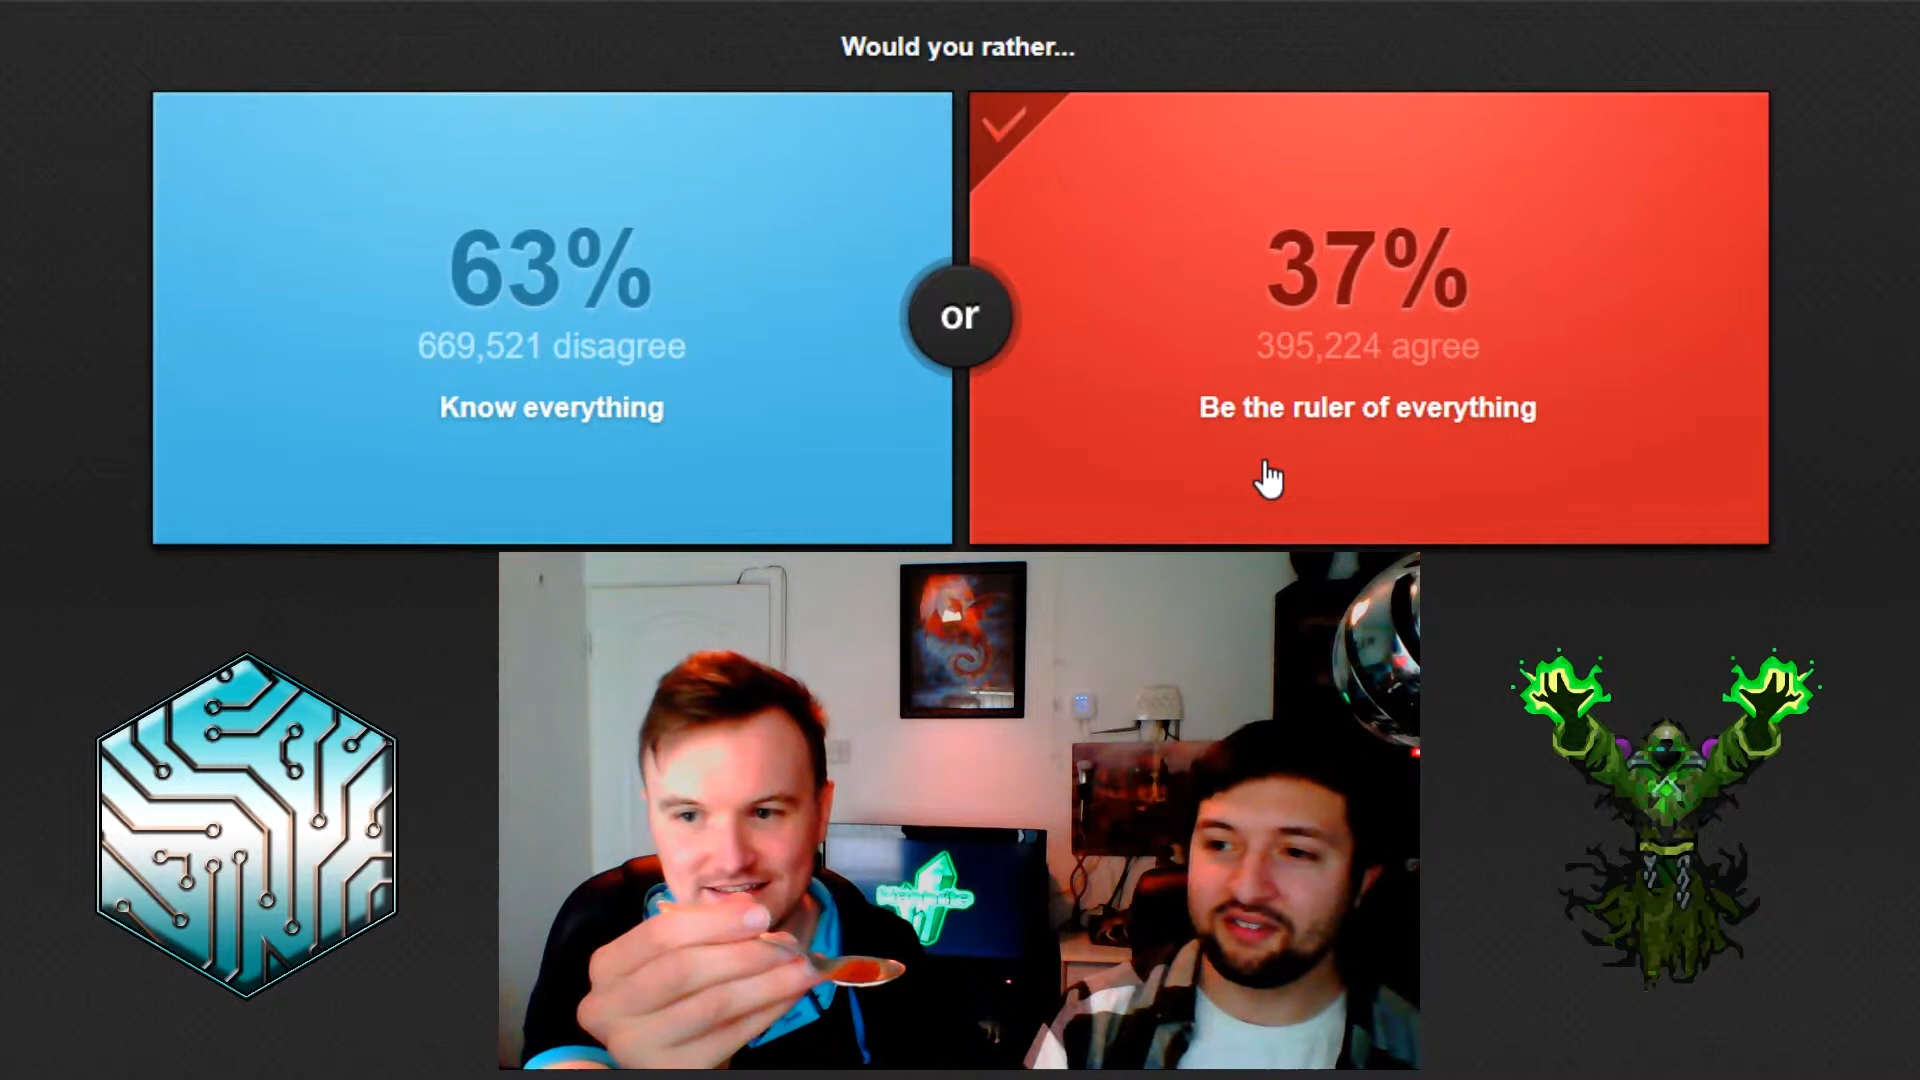 Would you rather...
63%
669,521 disagree
Know everything
or
37%
395,224 agree
Be the ruler of everything